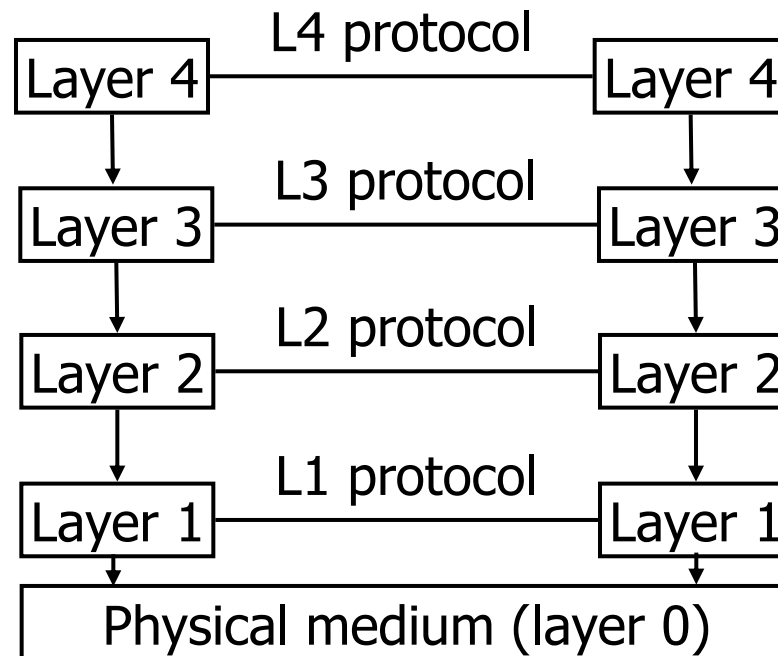 L4 protocol
Layer 4
Layer 4
L3 protocol
Layer 3
Layer 3
L2 protocol
Layer 2
Layer 2
L1 protocol
Layer 1
Layer 1
Physical medium (layer 0)